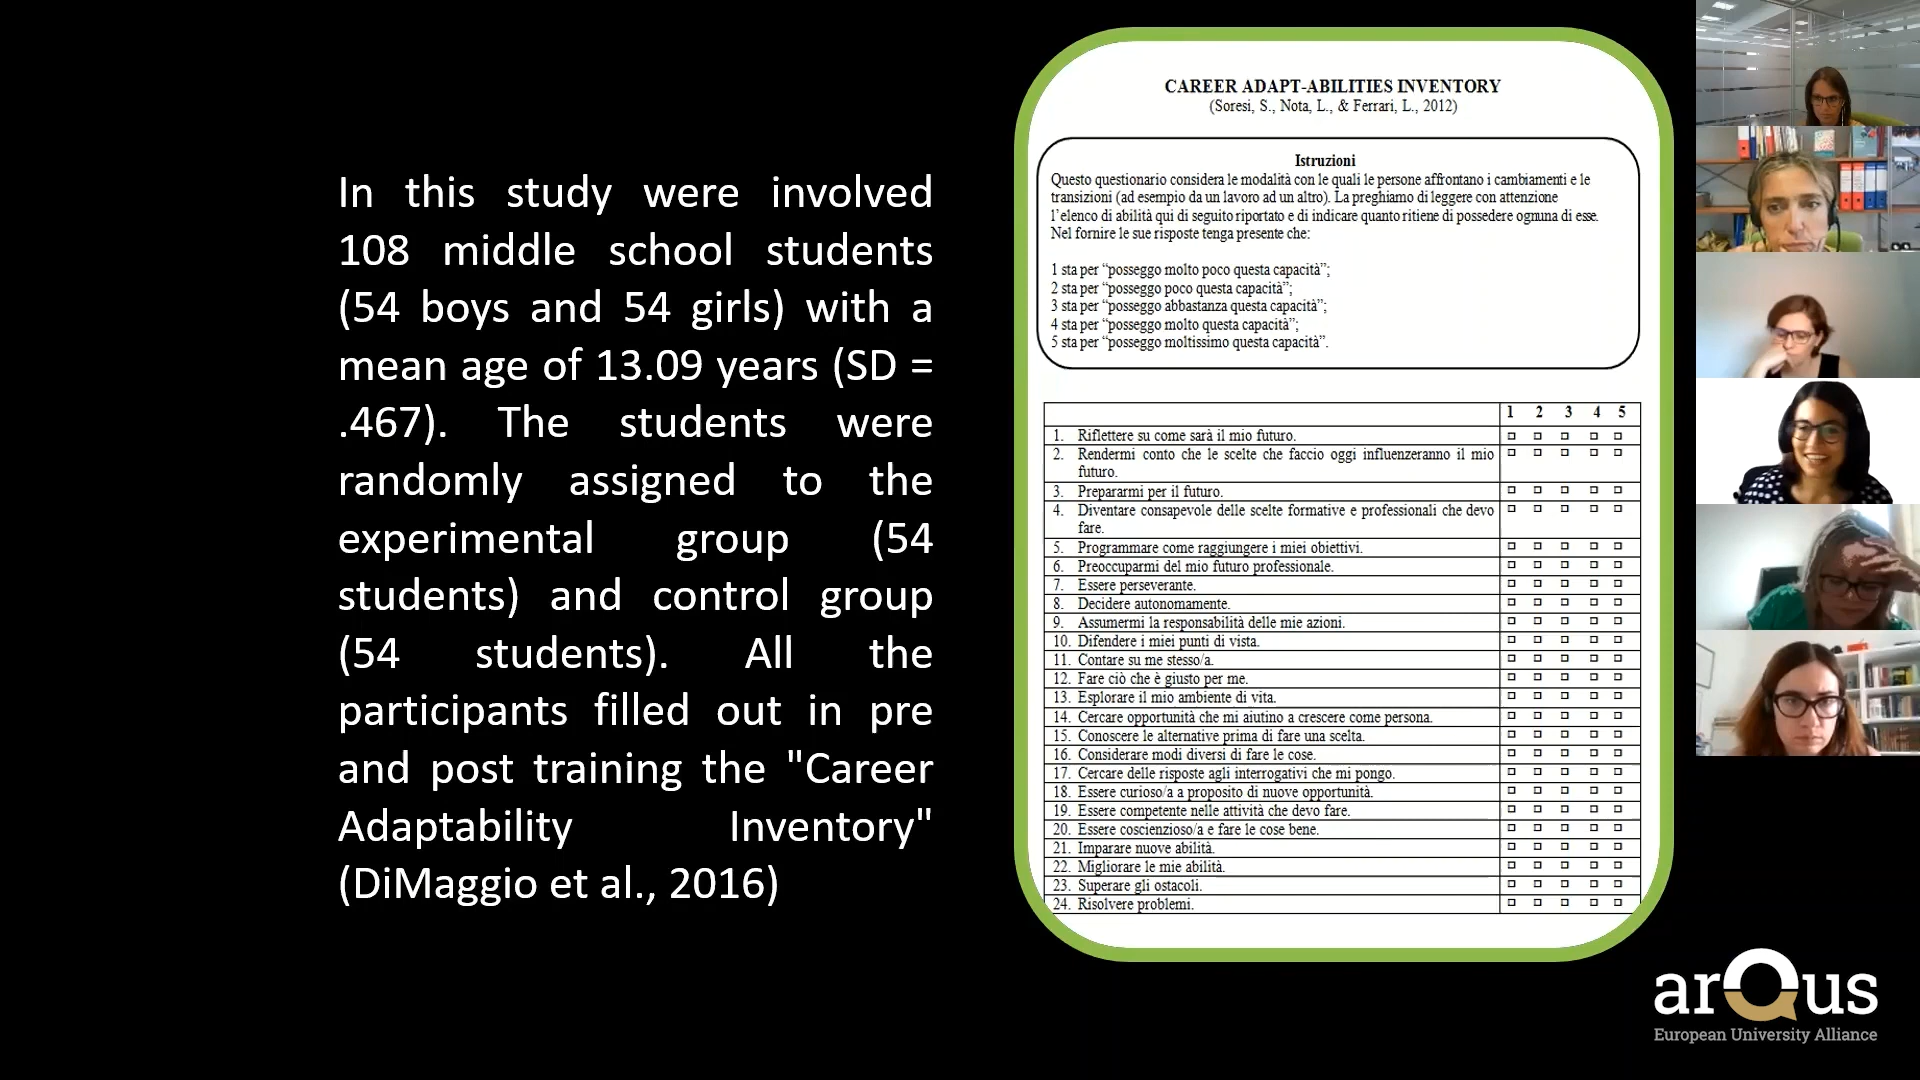 In this study were involved
108 middle school students
(54 boys and 54 girls) with a
mean age of 13.09 years (SD =
.467). The students were
randomly assigned to the
experimental group (54
students) and control group
(54 students). All the
participants filled out in pre
and post training the "Career
Adaptability Inventory"
(DiMaggio et al., 2016)
CAREER ADAPT-ABILITIES INVENTORY
(Soresi, S., Nota, L., & Ferrari, L., 2012)
Istruzioni
Questo questionario considera le modalità con le quali le persone affrontano i cambiamenti e le
transizioni (ad esempio da un lavoro ad un altro). La preghiamo di leggere con attenzione
l'elenco di abilità qui di seguito riportato e di indicare quanto ritiene di possedere ognuna di esse.
Nel fornire le sue risposte tenga presente che:
1 sta per “posseggo molto poco questa capacità”;
2 sta per “posseggo poco questa capacità”;
3 sta per “posseggo abbastanza questa capacità”;
4 sta per “posseggo molto questa capacità”;
5 sta per “posseggo moltissimo questa capacità”.
1 2 3 4 5
1. Riflettere su come sarà il mio futuro.
2. Rendermi conto che le scelte che faccio oggi influenzeranno il mio
futuro.
3. Prepararmi per il futuro.
4. Diventare consapevole delle scelte formative e professionali che devo
fare.
5. Programmare come raggiungere i miei obiettivi.
6. Preoccuparmi del mio futuro professionale.
7. Essere perseverante.
8. Decidere autonomamente.
9. Assumermi la responsabilità delle mie azioni.
10. Difendere i miei punti di vista.
11. Contare su me stesso/a.
12. Fare ciò che è giusto per me.
13. Esplorare il mio ambiente di vita.
14. Cercare opportunità che mi aiutino a crescere come persona.
15. Conoscere le alternative prima di fare una scelta.
16. Considerare modi diversi di fare le cose.
17. Cercare delle risposte agli interrogativi che mi pongo.
18. Essere curioso/a a proposito di nuove opportunità.
19. Essere competente nelle attività che devo fare.
20. Essere coscienzioso/a e fare le cose bene.
21. Imparare nuove abilità.
22. Migliorare le mie abilità.
23. Superare gli ostacoli.
24. Risolvere problemi.
arQus
European University Alliance